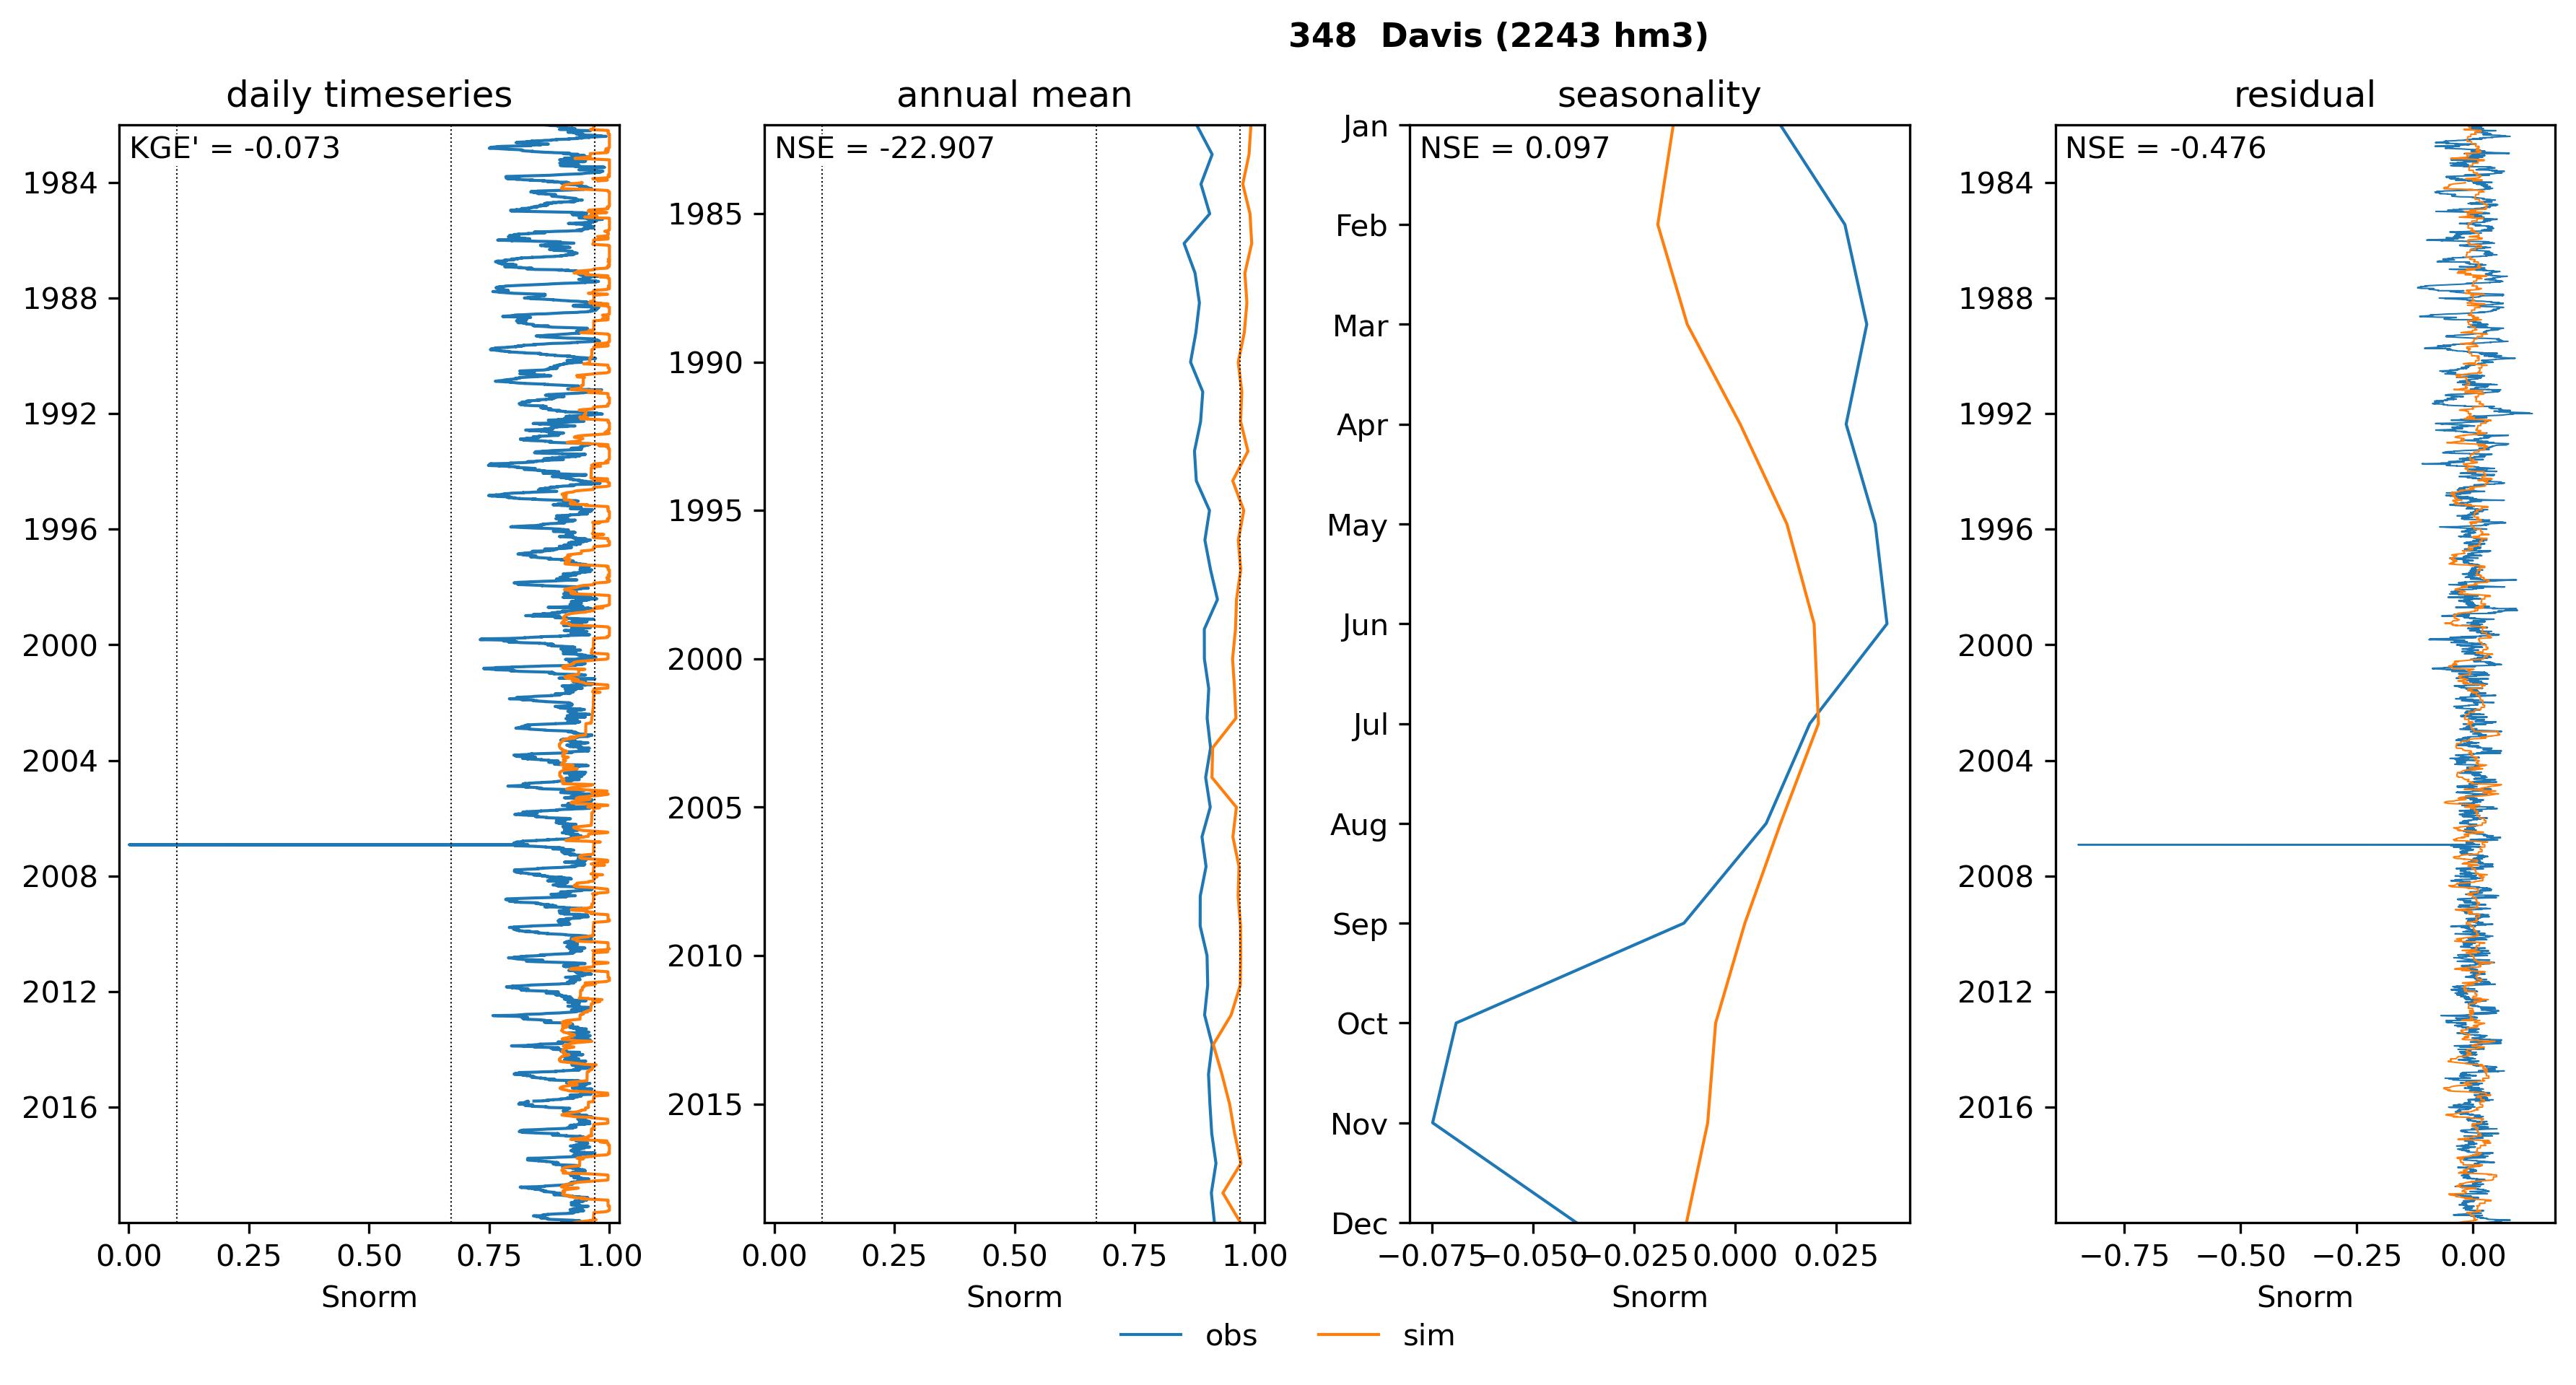 348  Davis (2243 hm3)
daily timeseries
KGE' = -0.073
1984
1988
1992
1996
2000
2004
2008
2012
2016
0.00 0.25 0.50 0.75 1.00
Snorm
annual mean
NSE = -22.907
1985
1990
1995
2000
2005
2010
2015
0.00 0.25 0.50 0.75 1.00
Snorm
seasonality
NSE = 0.097
Jan
Feb
Mar
Apr
May
Jun
Jul
Aug
Sep
Oct
Nov
Dec
−0.075 −0.050 −0.025 0.000 0.025
Snorm
residual
NSE = -0.476
1984
1988
1992
1996
2000
2004
2008
2012
2016
−0.75 −0.50 −0.25 0.00
Snorm
obs sim